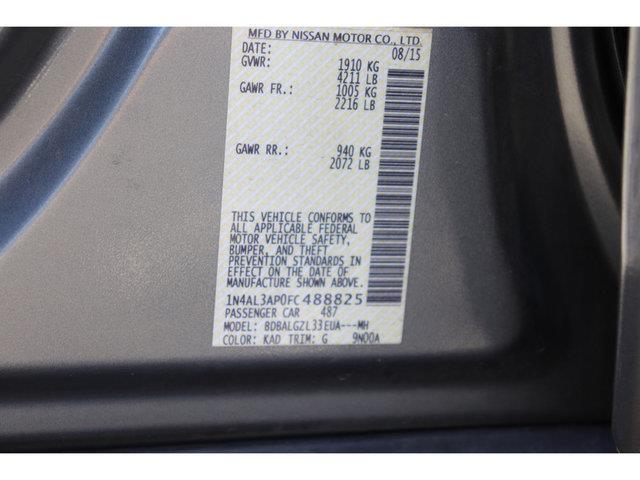 MFD BY NISSAN MOTOR CO., LTD.
DATE: 08/15
GVWR: 1910 KG
4211 LB
GAWR FR.: 1005 KG
2216 LB
GAWR RR.: 940 KG
2072 LB
THIS VEHICLE CONFORMS TO
ALL APPLICABLE FEDERAL
MOTOR VEHICLE SAFETY,
BUMPER, AND THEFT
PREVENTION STANDARDS IN
EFFECT ON THE DATE OF
MANUFACTURE SHOWN ABOVE.
1N4AL3AP0FC488825
PASSENGER CAR 487
MODEL: BDBALGZL33EUA---MH
COLOR: KAD TRIM: G 9N00A